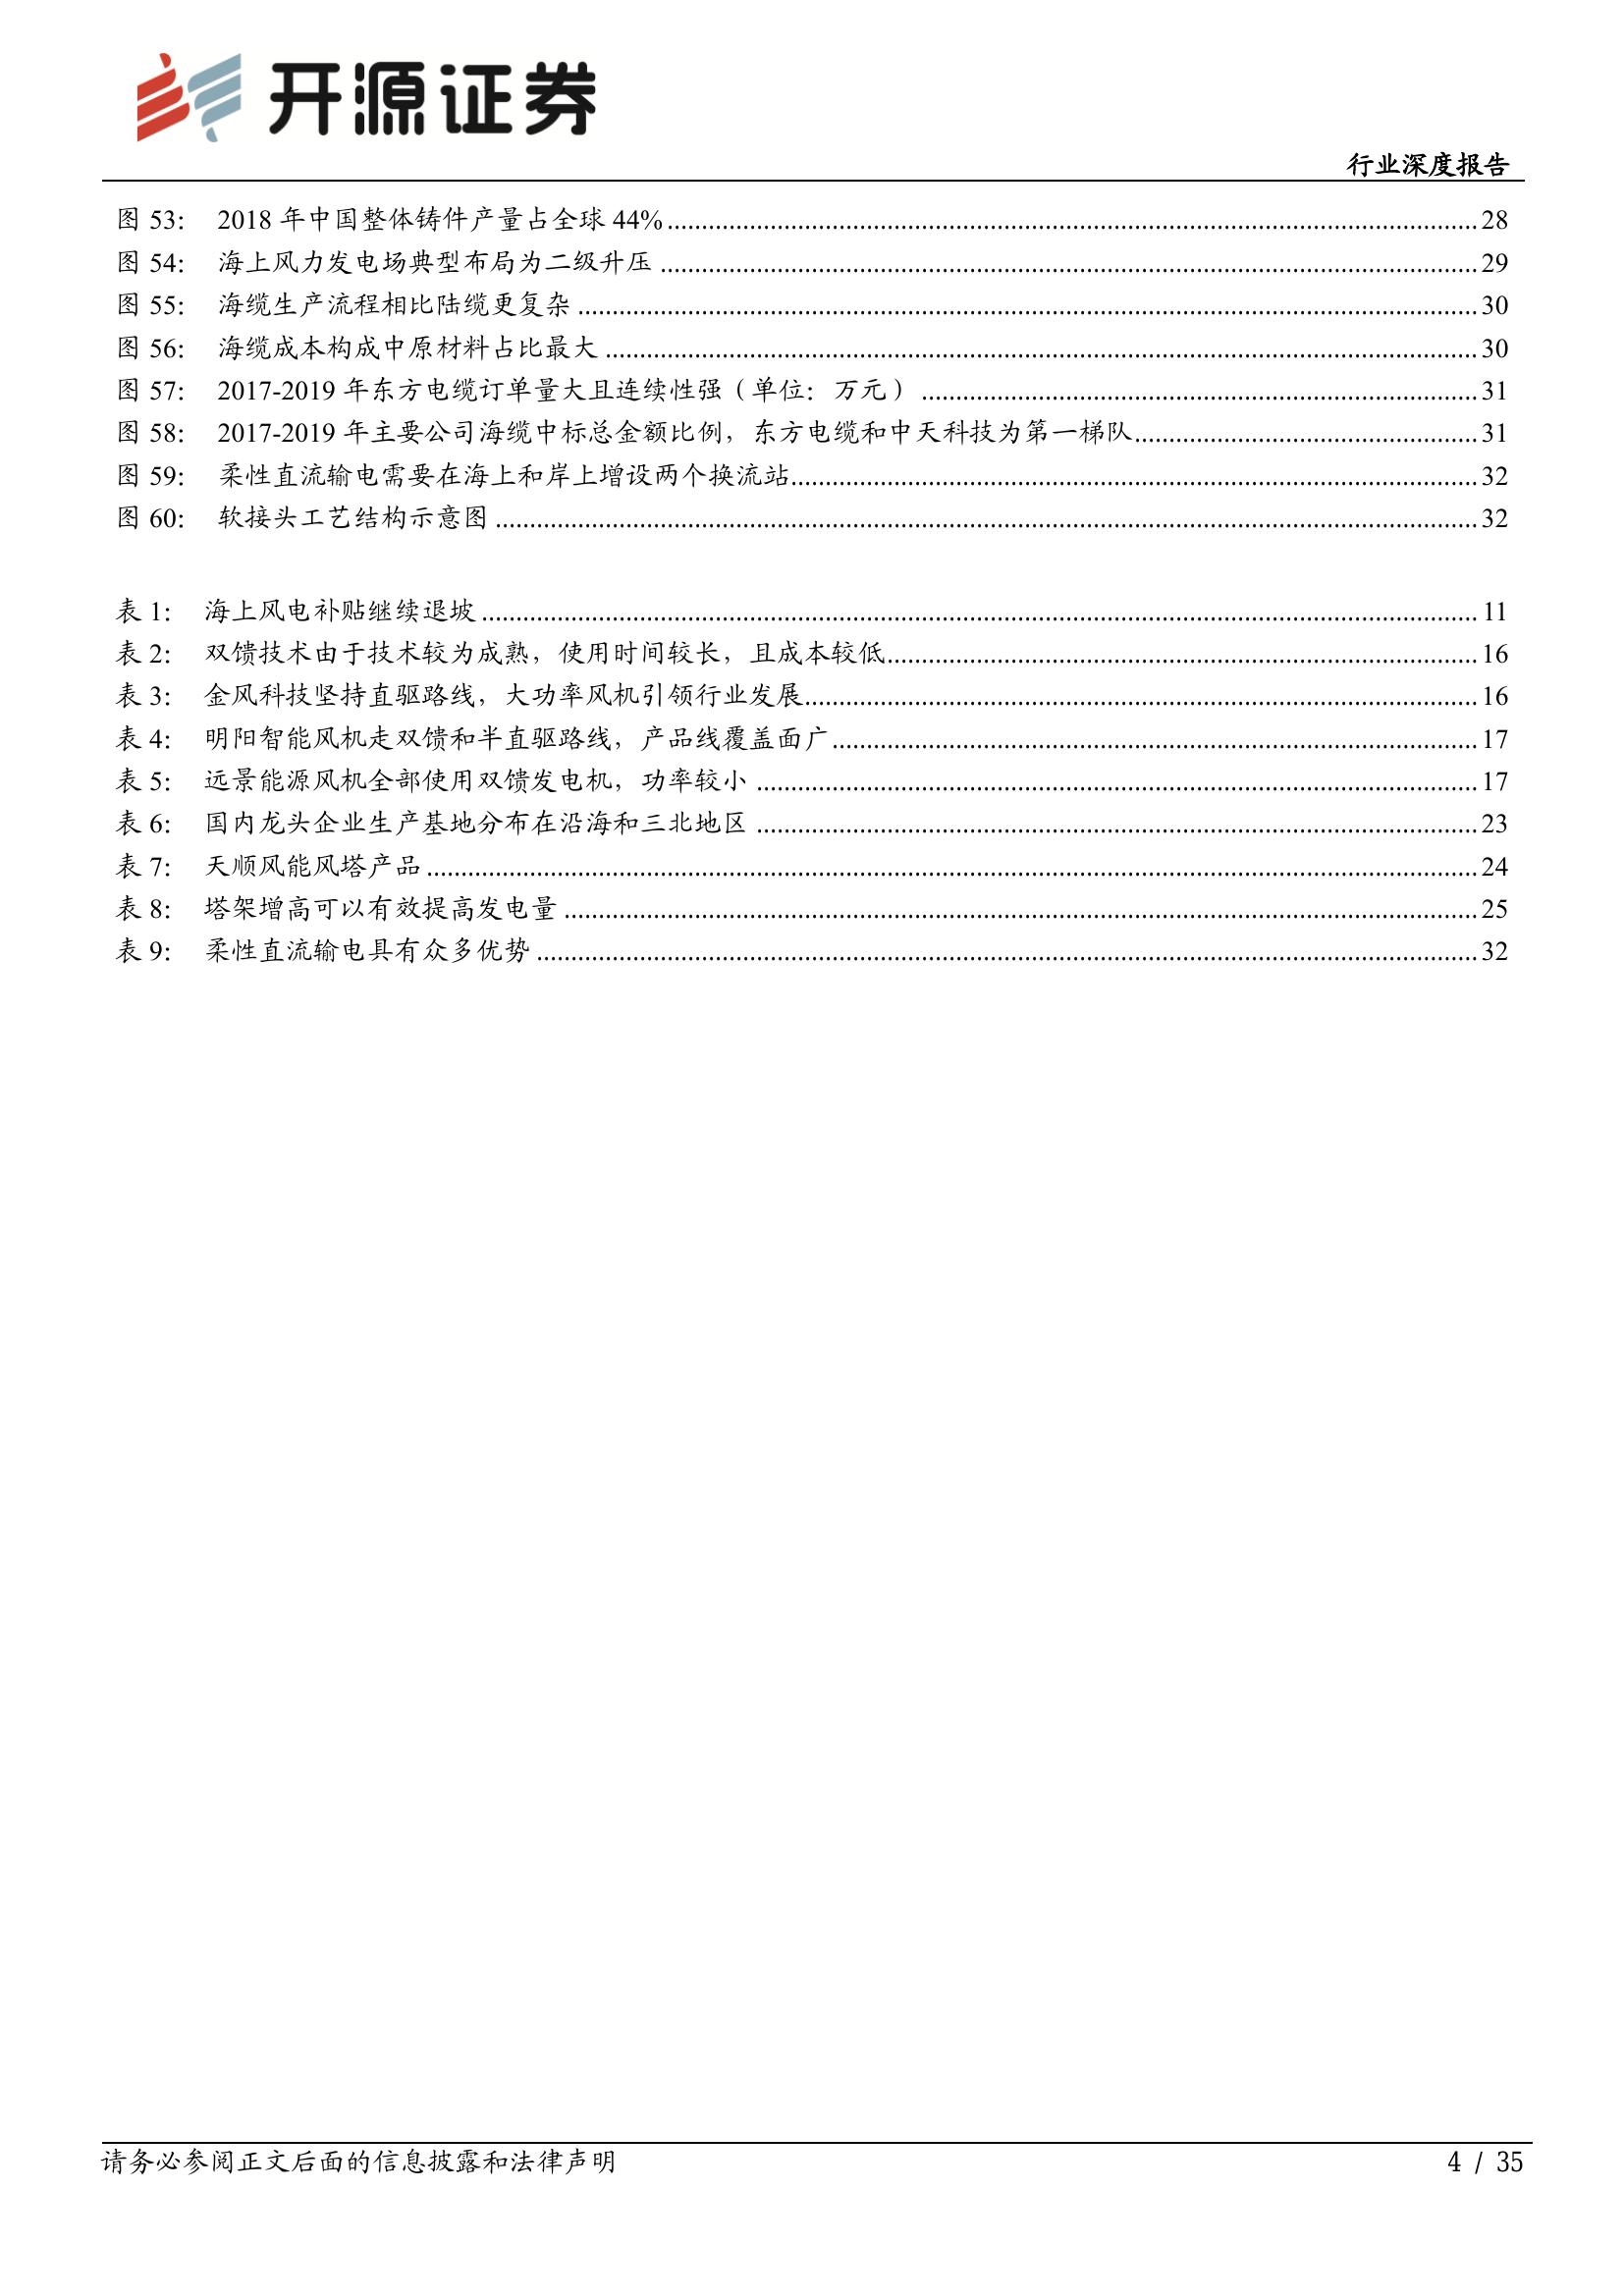 开源证券
行业深度报告
图 53: 2018 年中国整体铸件产量占全球 44%........28
图 54: 海上风力发电场典型布局为二级升压........29
图 55: 海缆生产流程相比陆缆更复杂........30
图 56: 海缆成本构成中原材料占比最大........30
图 57: 2017-2019 年东方电缆订单量大且连续性强（单位：万元）........31
图 58: 2017-2019 年主要公司海缆中标总金额比例，东方电缆和中天科技为第一梯队........31
图 59: 柔性直流输电需要在海上和岸上增设两个换流站........32
图 60: 软接头工艺结构示意图........32
表 1: 海上风电补贴继续退坡........11
表 2: 双馈技术由于技术较为成熟，使用时间较长，且成本较低........16
表 3: 金风科技坚持直驱路线，大功率风机引领行业发展........16
表 4: 明阳智能风机走双馈和半直驱路线，产品线覆盖面广........17
表 5: 远景能源风机全部使用双馈发电机，功率较小........17
表 6: 国内龙头企业生产基地分布在沿海和三北地区........23
表 7: 天顺风能风塔产品........24
表 8: 塔架增高可以有效提高发电量........25
表 9: 柔性直流输电具有众多优势........32
请务必参阅正文后面的信息披露和法律声明
4 / 35